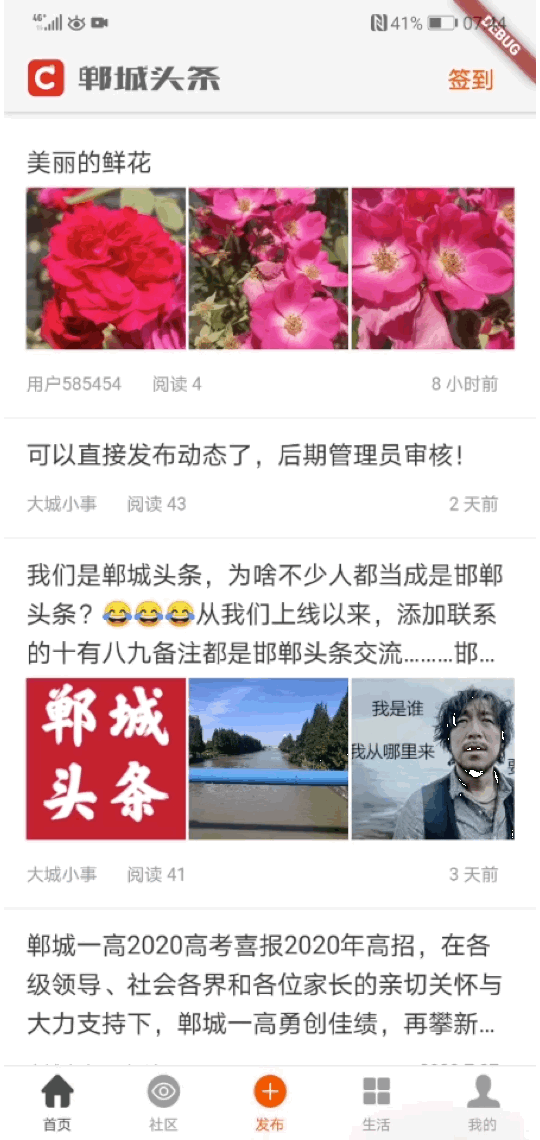 4G
41%
DEBUG
郸城头条
签到
美丽的鲜花
用户585454 阅读 4 8 小时前
可以直接发布动态了，后期管理员审核！
大城小事 阅读 43 2 天前
我们是郸城头条，为啥不少人都当成是邯郸
头条？😂😂😂从我们上线以来，添加联系
的十有八九备注都是邯郸头条交流………邯...
郸城
头条
我是谁
我从哪里来
大城小事 阅读 41 3 天前
郸城一高2020高考喜报2020年高招，在各
级领导、社会各界和各位家长的亲切关怀与
大力支持下，郸城一高勇创佳绩，再攀新...
首页 社区 发布 生活 我的